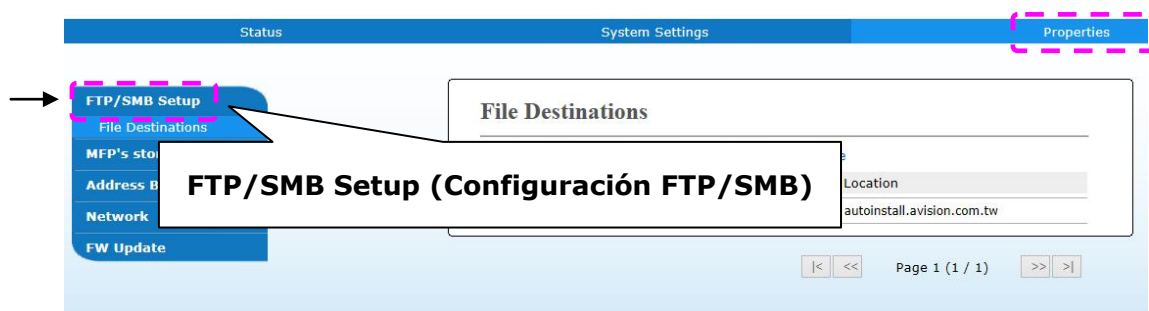 Status System Settings Properties
FTP/SMB Setup
File Destinations
MFP's
Address
Network
FW Update
File Destinations
Location
autoinstall.avision.com.tw
FTP/SMB Setup (Configuración FTP/SMB)
|< << Page 1 (1 / 1) >> >|